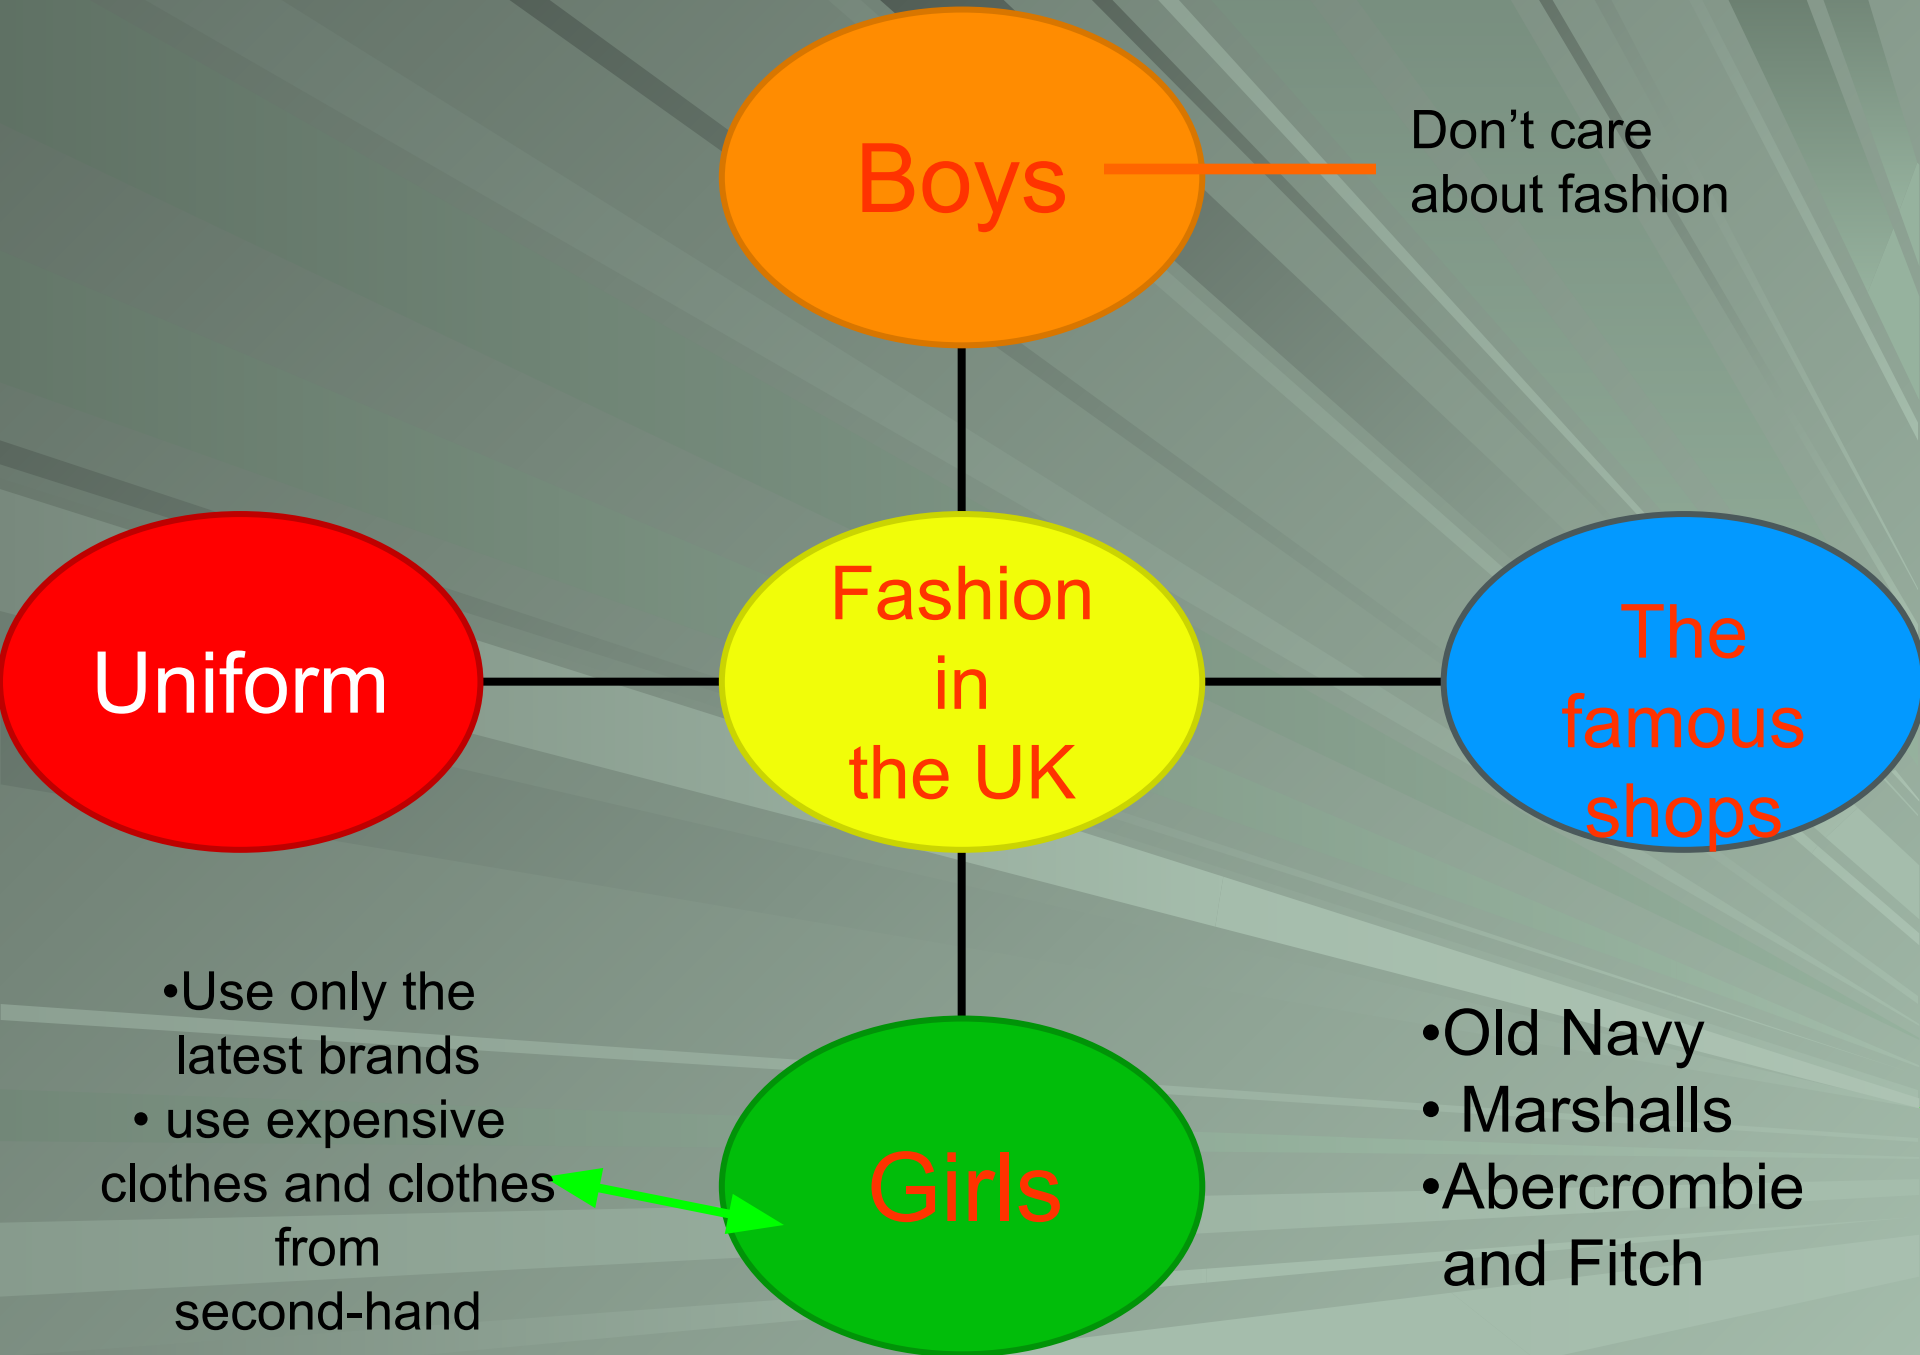 Boys
Don’t care
about fashion
Uniform
Fashion
in
the UK
The
famous
shops
•Use only the
latest brands
• use expensive
clothes and clothes
from
second-hand
Girls
•Old Navy
• Marshalls
•Abercrombie
and Fitch